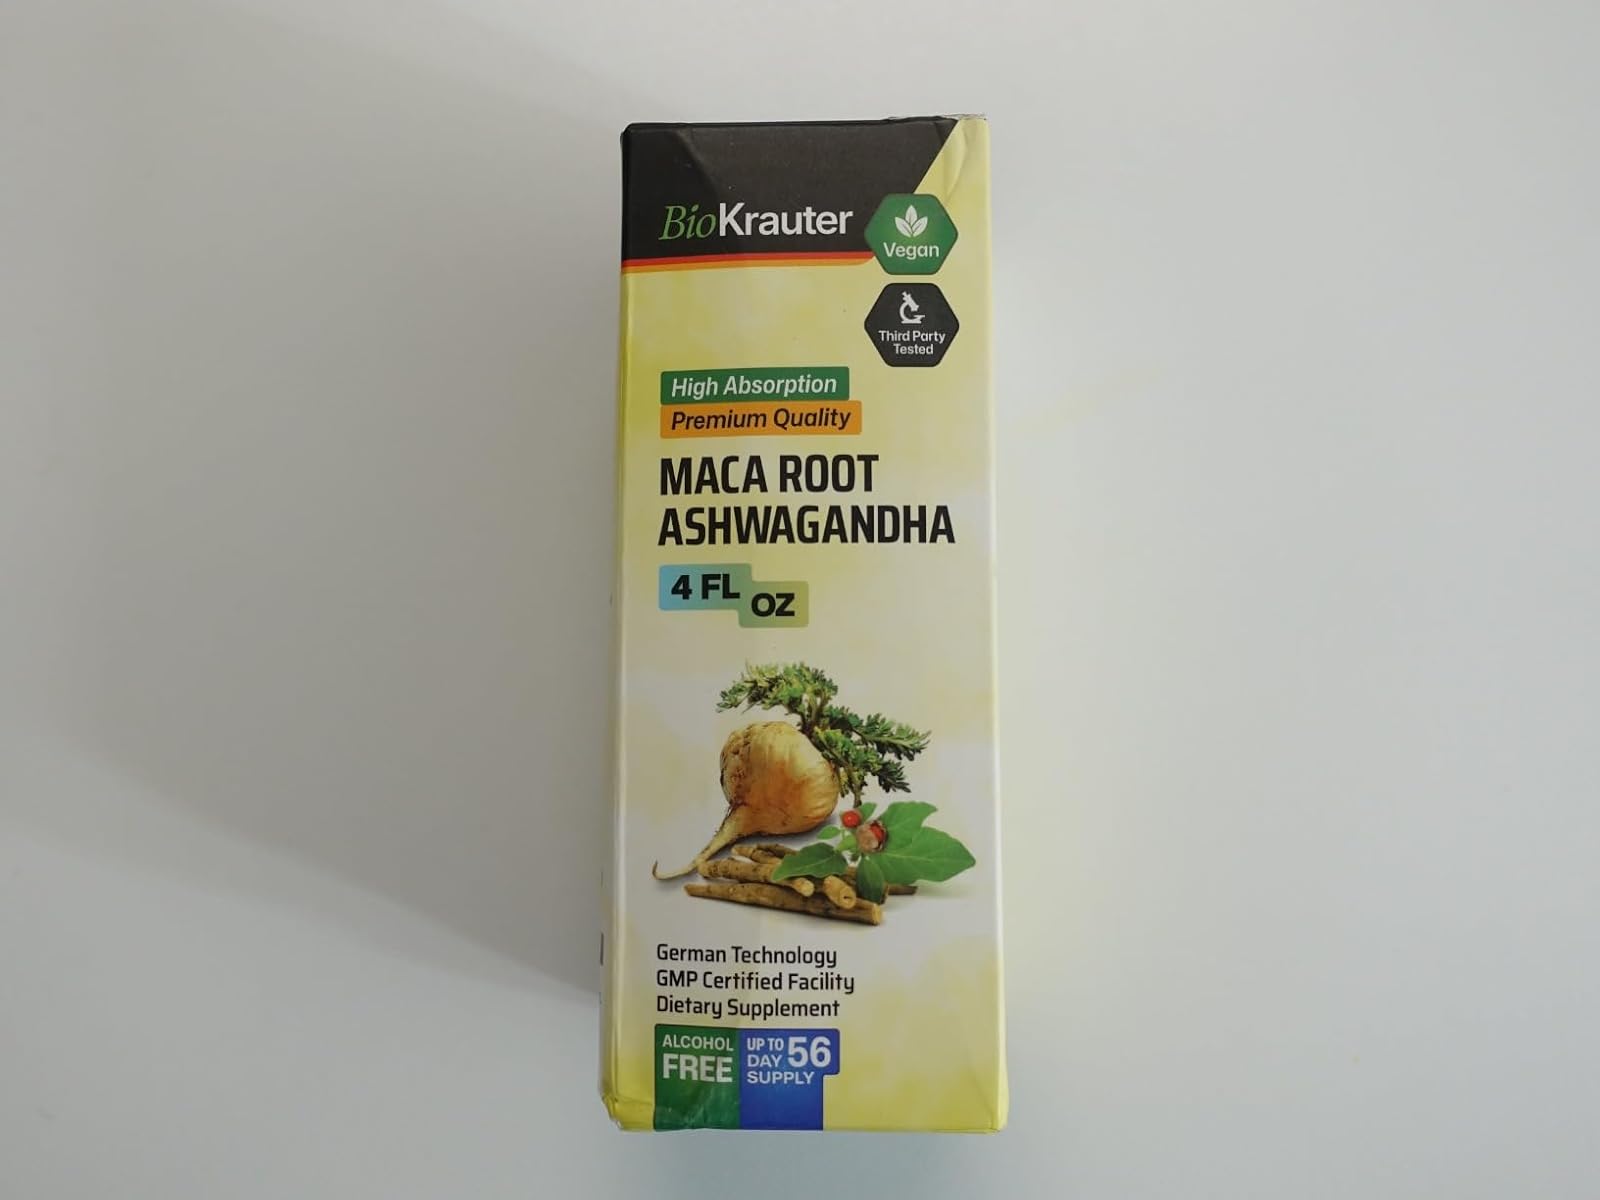 BioKrauter
Vegan
Third Party
Tested
High Absorption
Premium Quality
MACA ROOT
ASHWAGANDHA
4 FL
OZ
German Technology
GMP Certified Facility
Dietary Supplement
ALCOHOL
FREE
UP TO
DAY 56
SUPPLY